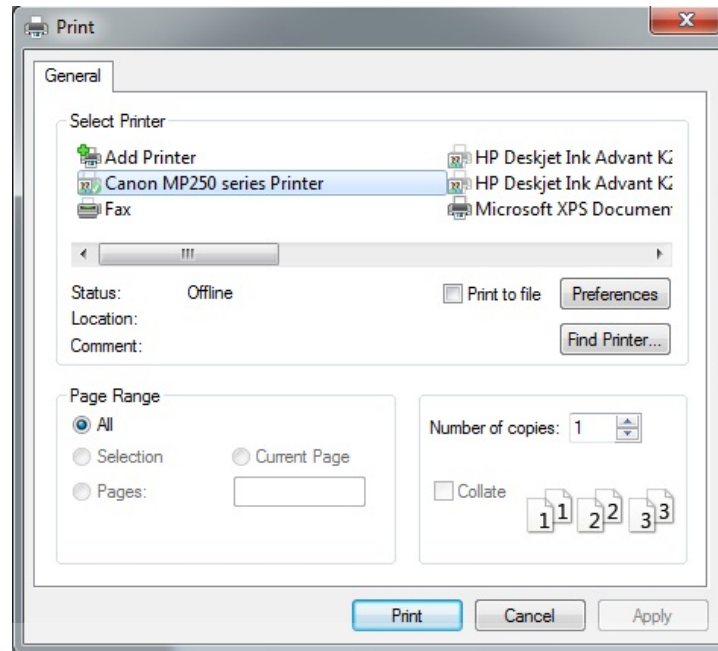 Print
General
Select Printer
Add Printer
Canon MP250 series Printer
Fax
HP Deskjet Ink Advant K2
HP Deskjet Ink Advant K2
Microsoft XPS Documen
Status: Offline
Location:
Comment:
Print to file
Preferences
Find Printer...
Page Range
All
Selection
Current Page
Pages:
Number of copies: 1
Collate
1 1 2 2 3 3
Print
Cancel
Apply